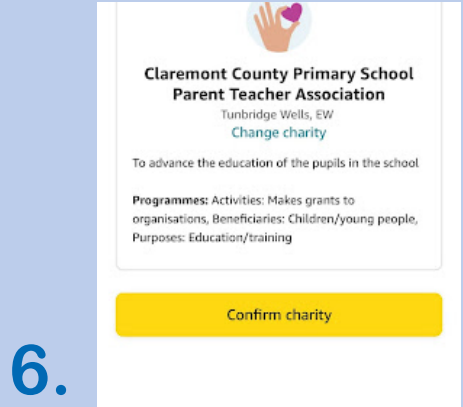 Claremont County Primary School
Parent Teacher Association
Tunbridge Wells, EW
Change charity
To advance the education of the pupils in the school
Programmes: Activities: Makes grants to
organisations, Beneficiaries: Children/young people,
Purposes: Education/training
Confirm charity
6.